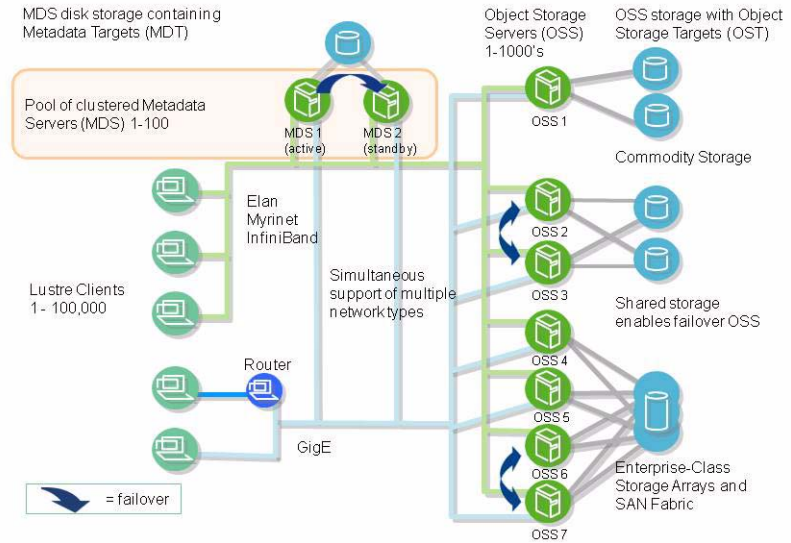 MDS disk storage containing
Metadata Targets (MDT)
Object Storage
Servers (OSS)
1-1000's
OSS storage with Object
Storage Targets (OST)
Pool of clustered Metadata
Servers (MDS) 1-100
MDS 1
(active)
MDS 2
(standby)
OSS 1
Commodity Storage
Elan
Myrinet
InfiniBand
OSS 2
Lustre Clients
1 - 100,000
Simultaneous
support of multiple
network types
OSS 3
Shared storage
enables failover OSS
Router
OSS 4
OSS 5
GigE
OSS 6
Enterprise-Class
Storage Arrays and
SAN Fabric
= failover
OSS 7